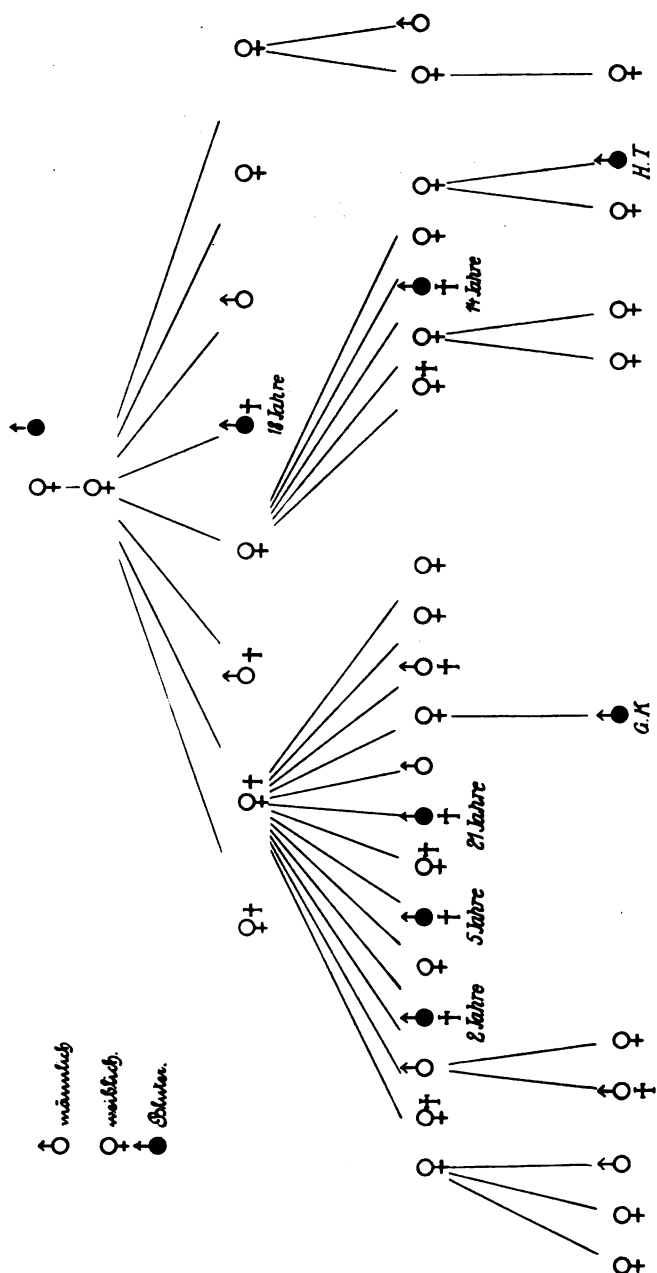 männlich
weiblich.
Bluter.
18 Jahre
14 Jahre
H.T
G.K
21 Jahre
5 Jahre
2 Jahre